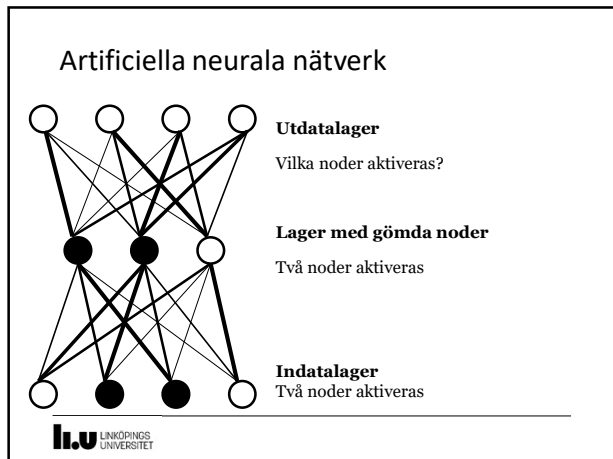 Artificiella neurala nätverk
Utdatalager
Vilka noder aktiveras?
Lager med gömda noder
Två noder aktiveras
Indatalager
Två noder aktiveras
li.u LINKÖPINGS
UNIVERSITET